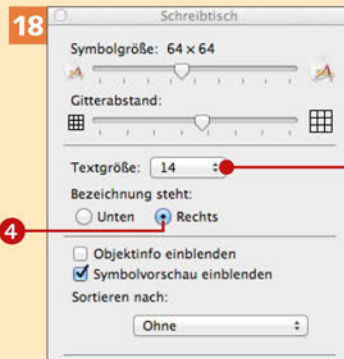 18
Schreibtisch
Symbolgröße: 64 × 64
Gitterabstand:
Textgröße: 14
Bezeichnung steht:
Unten Rechts
4
Objektinfo einblenden
Symbolvorschau einblenden
Sortieren nach:
Ohne